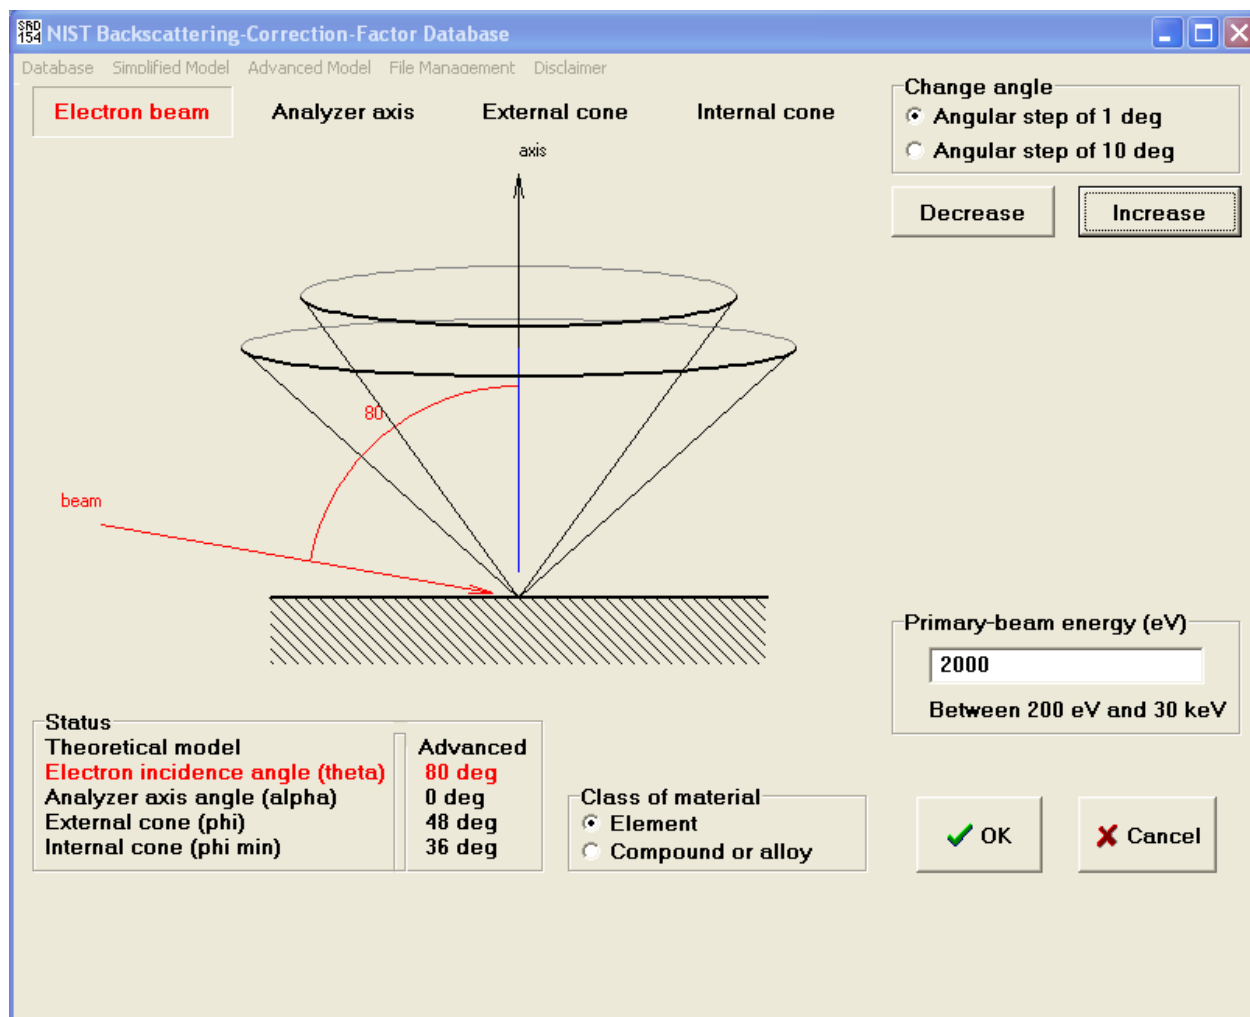 SRD
154
NIST Backscattering-Correction-Factor Database
Database Simplified Model Advanced Model File Management Disclaimer
Electron beam Analyzer axis External cone Internal cone
Change angle
Angular step of 1 deg
Angular step of 10 deg
Decrease Increase
axis
80
beam
Primary-beam energy (eV)
2000
Between 200 eV and 30 keV
Status
Theoretical model Advanced
Electron incidence angle (theta) 80 deg
Analyzer axis angle (alpha) 0 deg
External cone (phi) 48 deg
Internal cone (phi min) 36 deg
Class of material
Element
Compound or alloy
OK Cancel